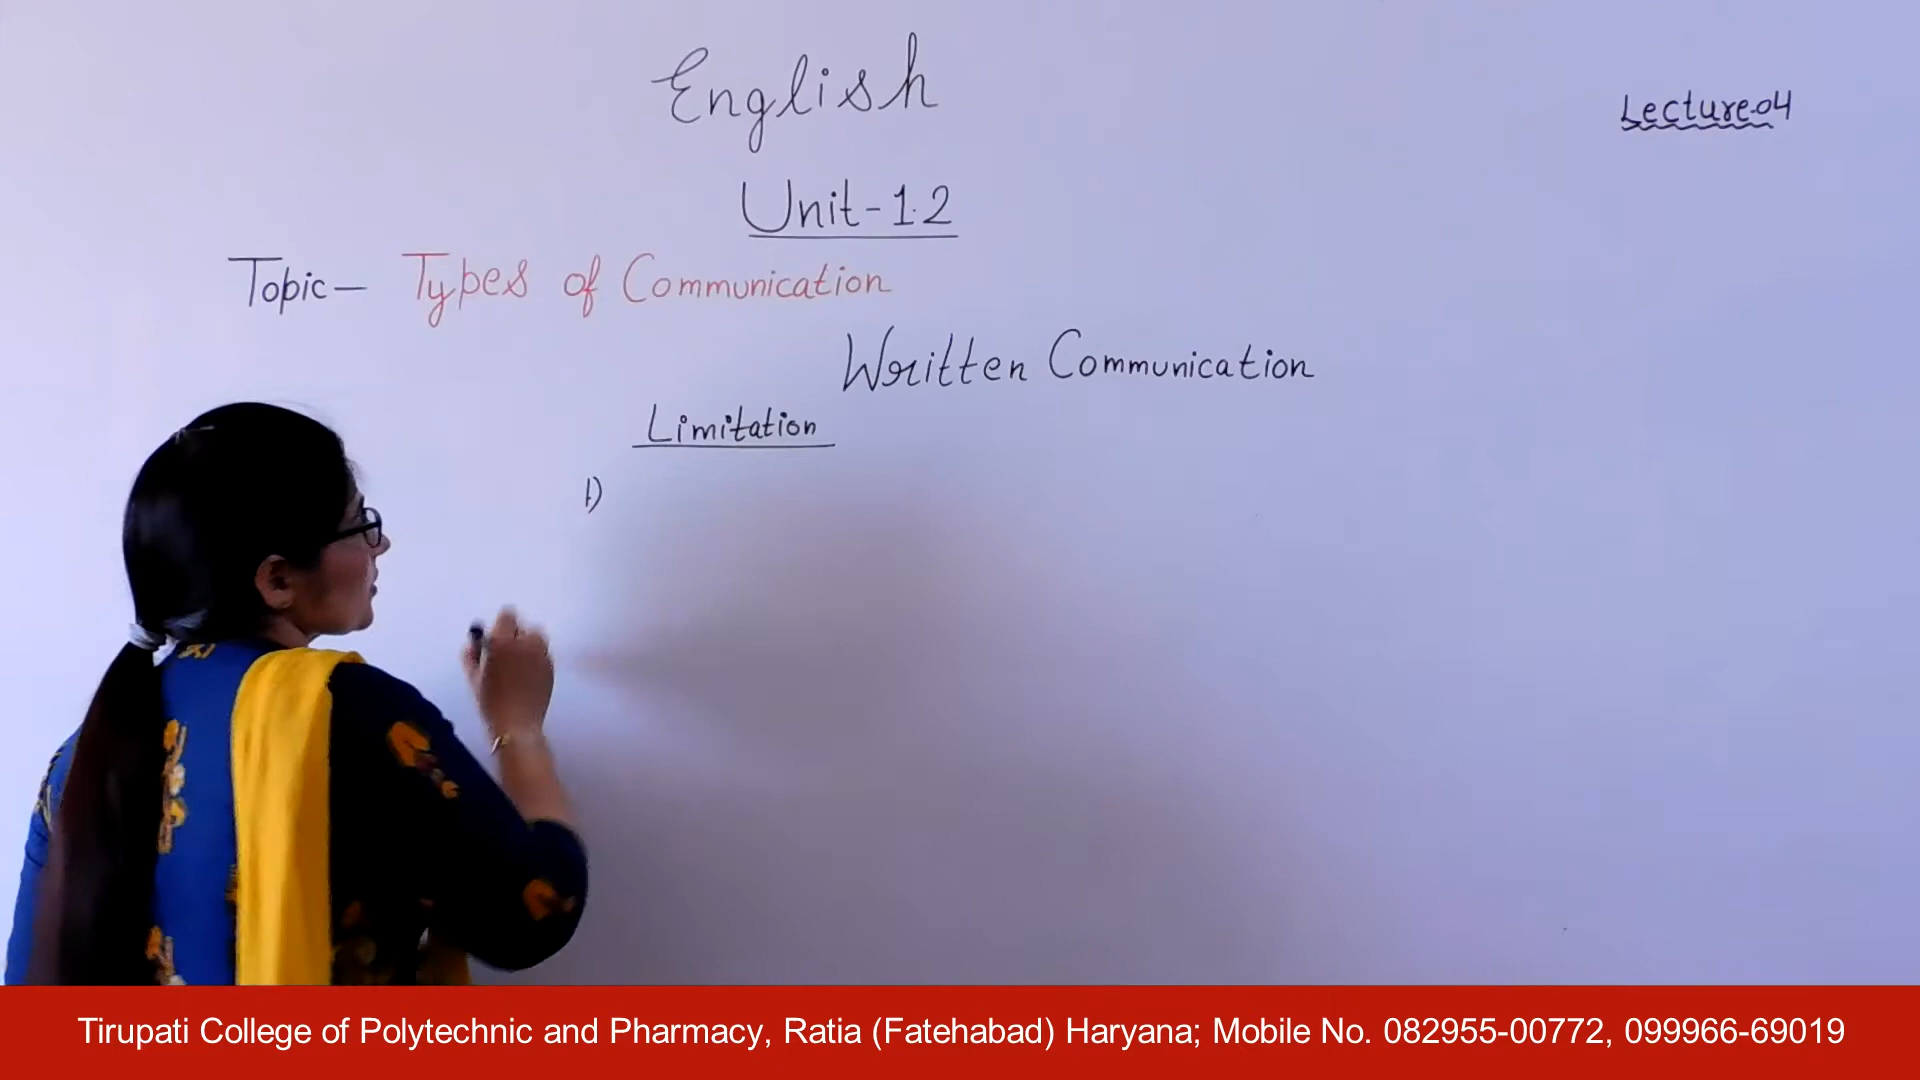 English
Lecture-04
Unit-1.2
Topic- Types of Communication
Written Communication
Limitation
1)
Tirupati College of Polytechnic and Pharmacy, Ratia (Fatehabad) Haryana; Mobile No. 082955-00772, 099966-69019